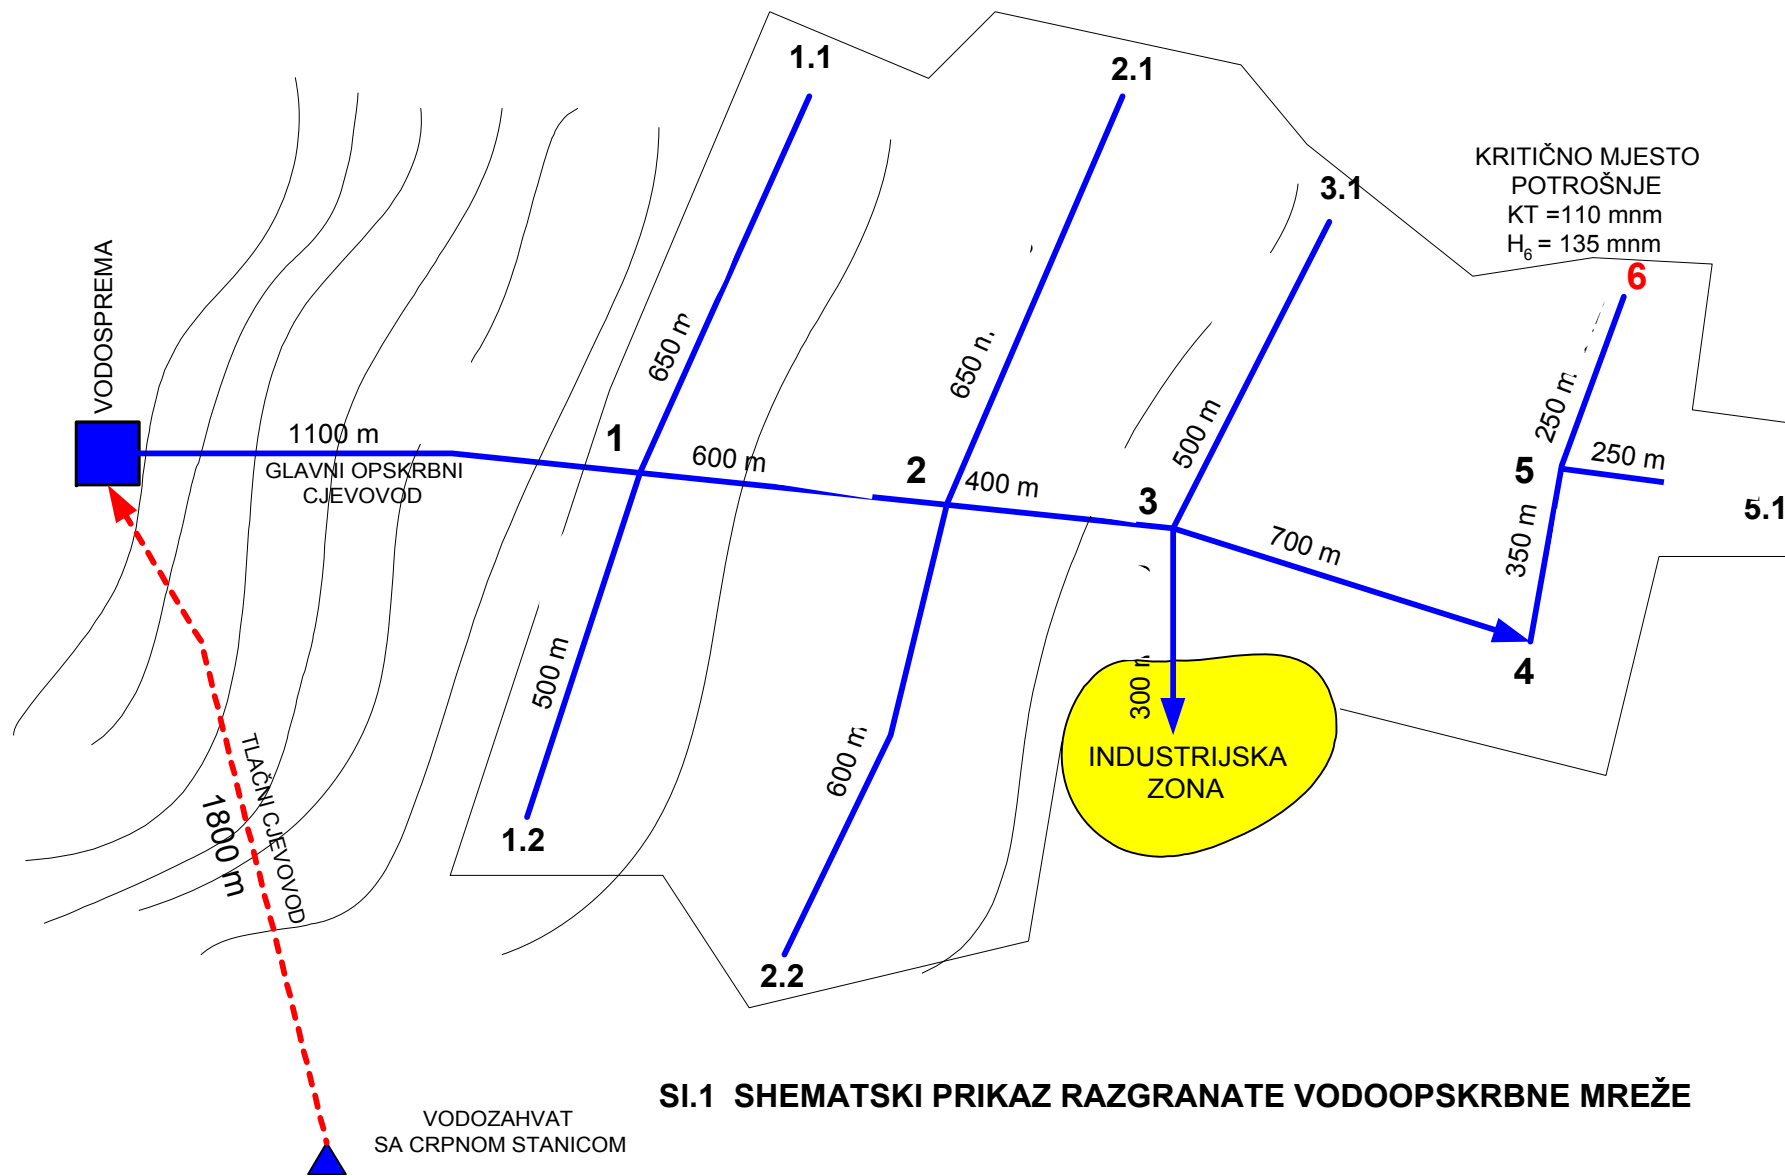 1.1
2.1
KRITIČNO MJESTO
POTROŠNJE
KT =110 mnm
H6 = 135 mnm
3.1
6
VODOSPREMA
650 m
650
500 m
250 m
1100 m
GLAVNI OPSKRBNI
CJEVOVOD
1
600 m
2
400 m
3
5
250 m
5.1
700 m
350 m
4
500 m
600 m
300
INDUSTRIJSKA
ZONA
TLAČNI CJEVOVOD
1800 m
1.2
2.2
Sl.1 SHEMATSKI PRIKAZ RAZGRANATE VODOOPSKRBNE MREŽE
VODOZAHVAT
SA CRPNOM STANICOM